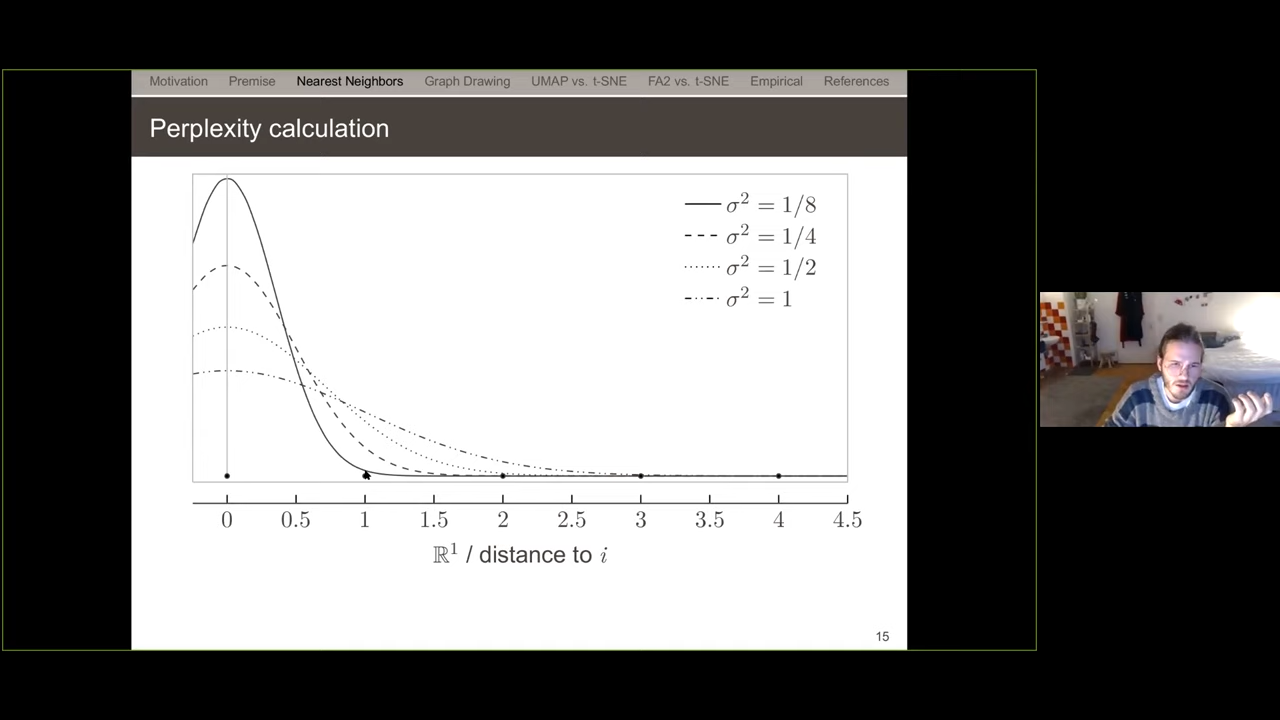 Motivation Premise Nearest Neighbors Graph Drawing UMAP vs. t-SNE FA2 vs. t-SNE Empirical References
Perplexity calculation
σ² = 1/8
σ² = 1/4
σ² = 1/2
σ² = 1
0 0.5 1 1.5 2 2.5 3 3.5 4 4.5
ℝ¹ / distance to i
15